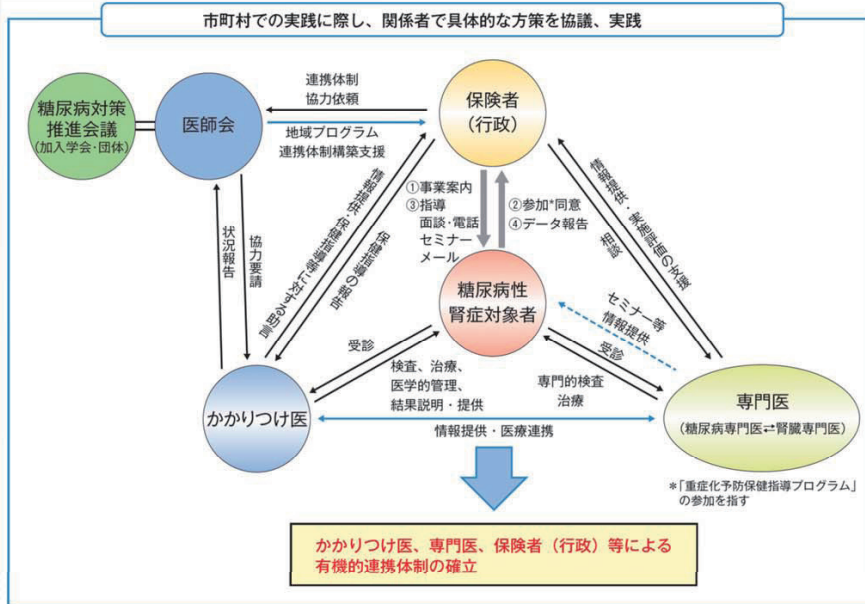 市町村での実践に際し、関係者で具体的な方策を協議、実践
糖尿病対策
推進会議
(加入学会・団体)
医師会
連携体制
協力依頼
地域プログラム
連携体制構築支援
保険者
(行政)
①事業案内
③指導
面談・電話
セミナー
メール
②参加*同意
④データ報告
情報提供・実施評価の支援
相談
情報提供・保健指導等に対する助言
保健指導の報告
状況報告
協力要請
糖尿病性
腎症対象者
セミナー等
情報提供
受診
検査、治療、
医学的管理、
結果説明・提供
受診
専門的検査
治療
かかりつけ医
情報提供・医療連携
専門医
(糖尿病専門医⇄腎臓専門医)
*「重症化予防保健指導プログラム」
の参加を指す
かかりつけ医、専門医、保険者(行政)等による
有機的連携体制の確立